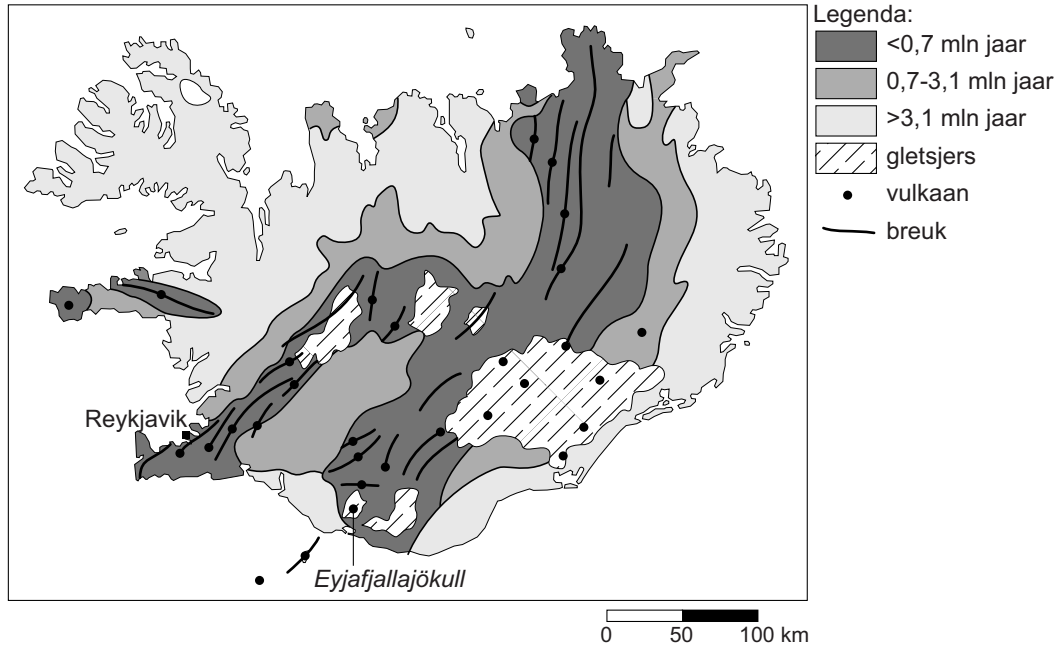 Legenda:
<0,7 mln jaar
0,7-3,1 mln jaar
>3,1 mln jaar
gletsjers
vulkaan
breuk
Reykjavik
Eyjafjallajökull
0 50 100 km